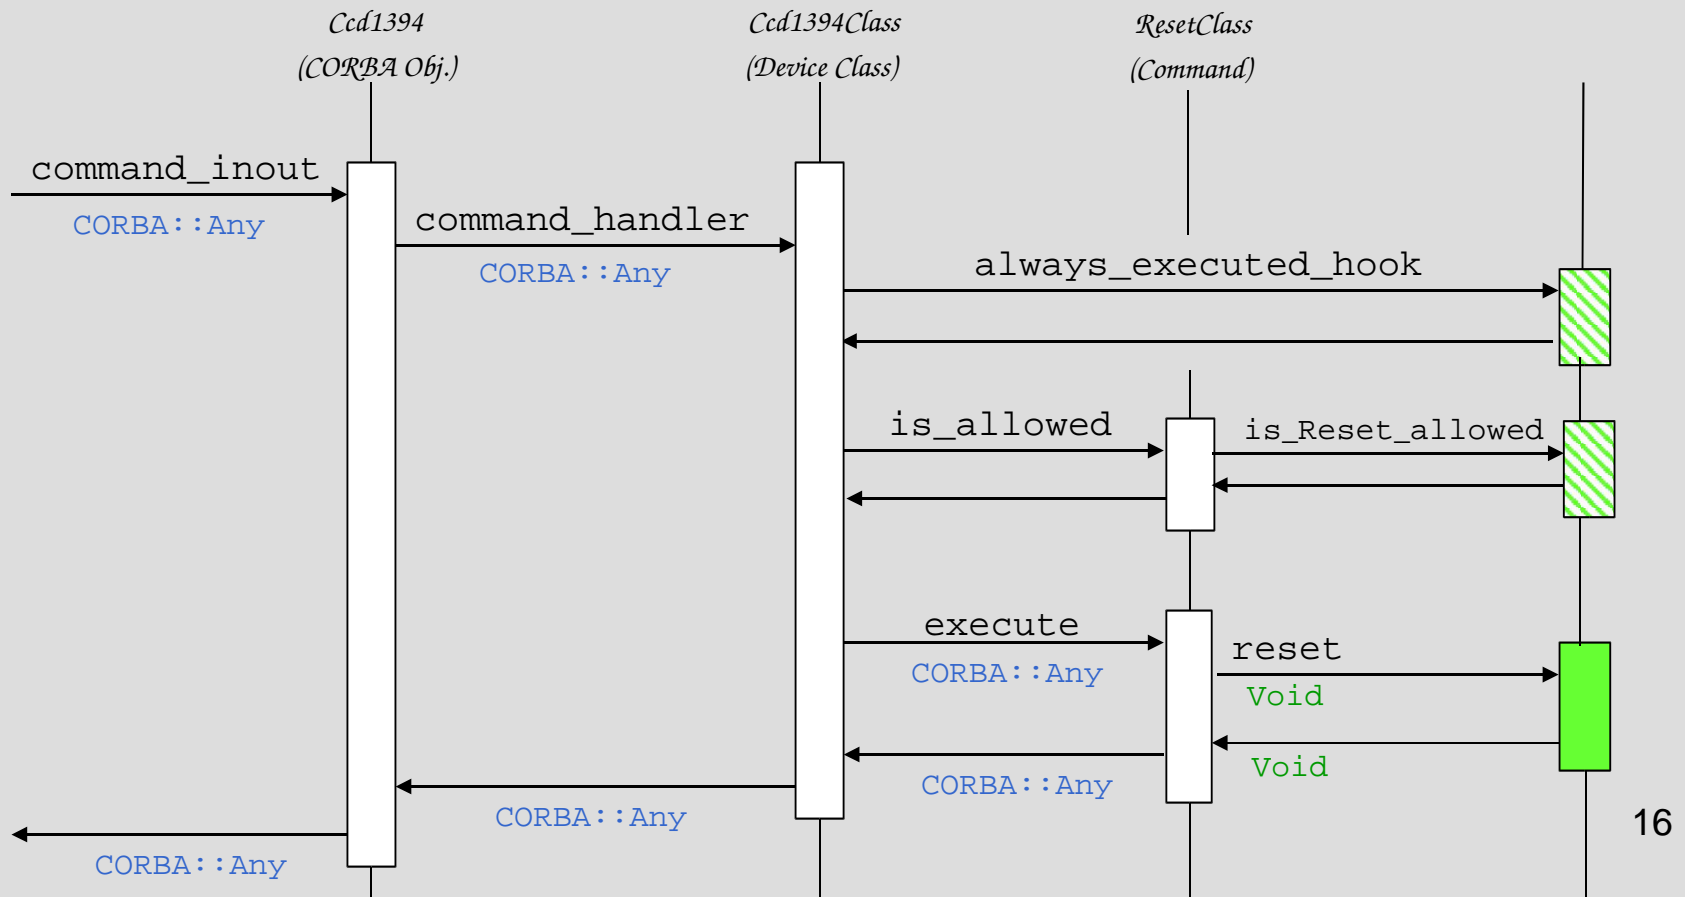 Ccd1394
(CORBA Obj.)
Ccd1394Class
(Device Class)
ResetClass
(Command)
command_inout
CORBA::Any
command_handler
CORBA::Any
always_executed_hook
is_allowed
is_Reset_allowed
execute
CORBA::Any
reset
Void
Void
CORBA::Any
CORBA::Any
CORBA::Any
16